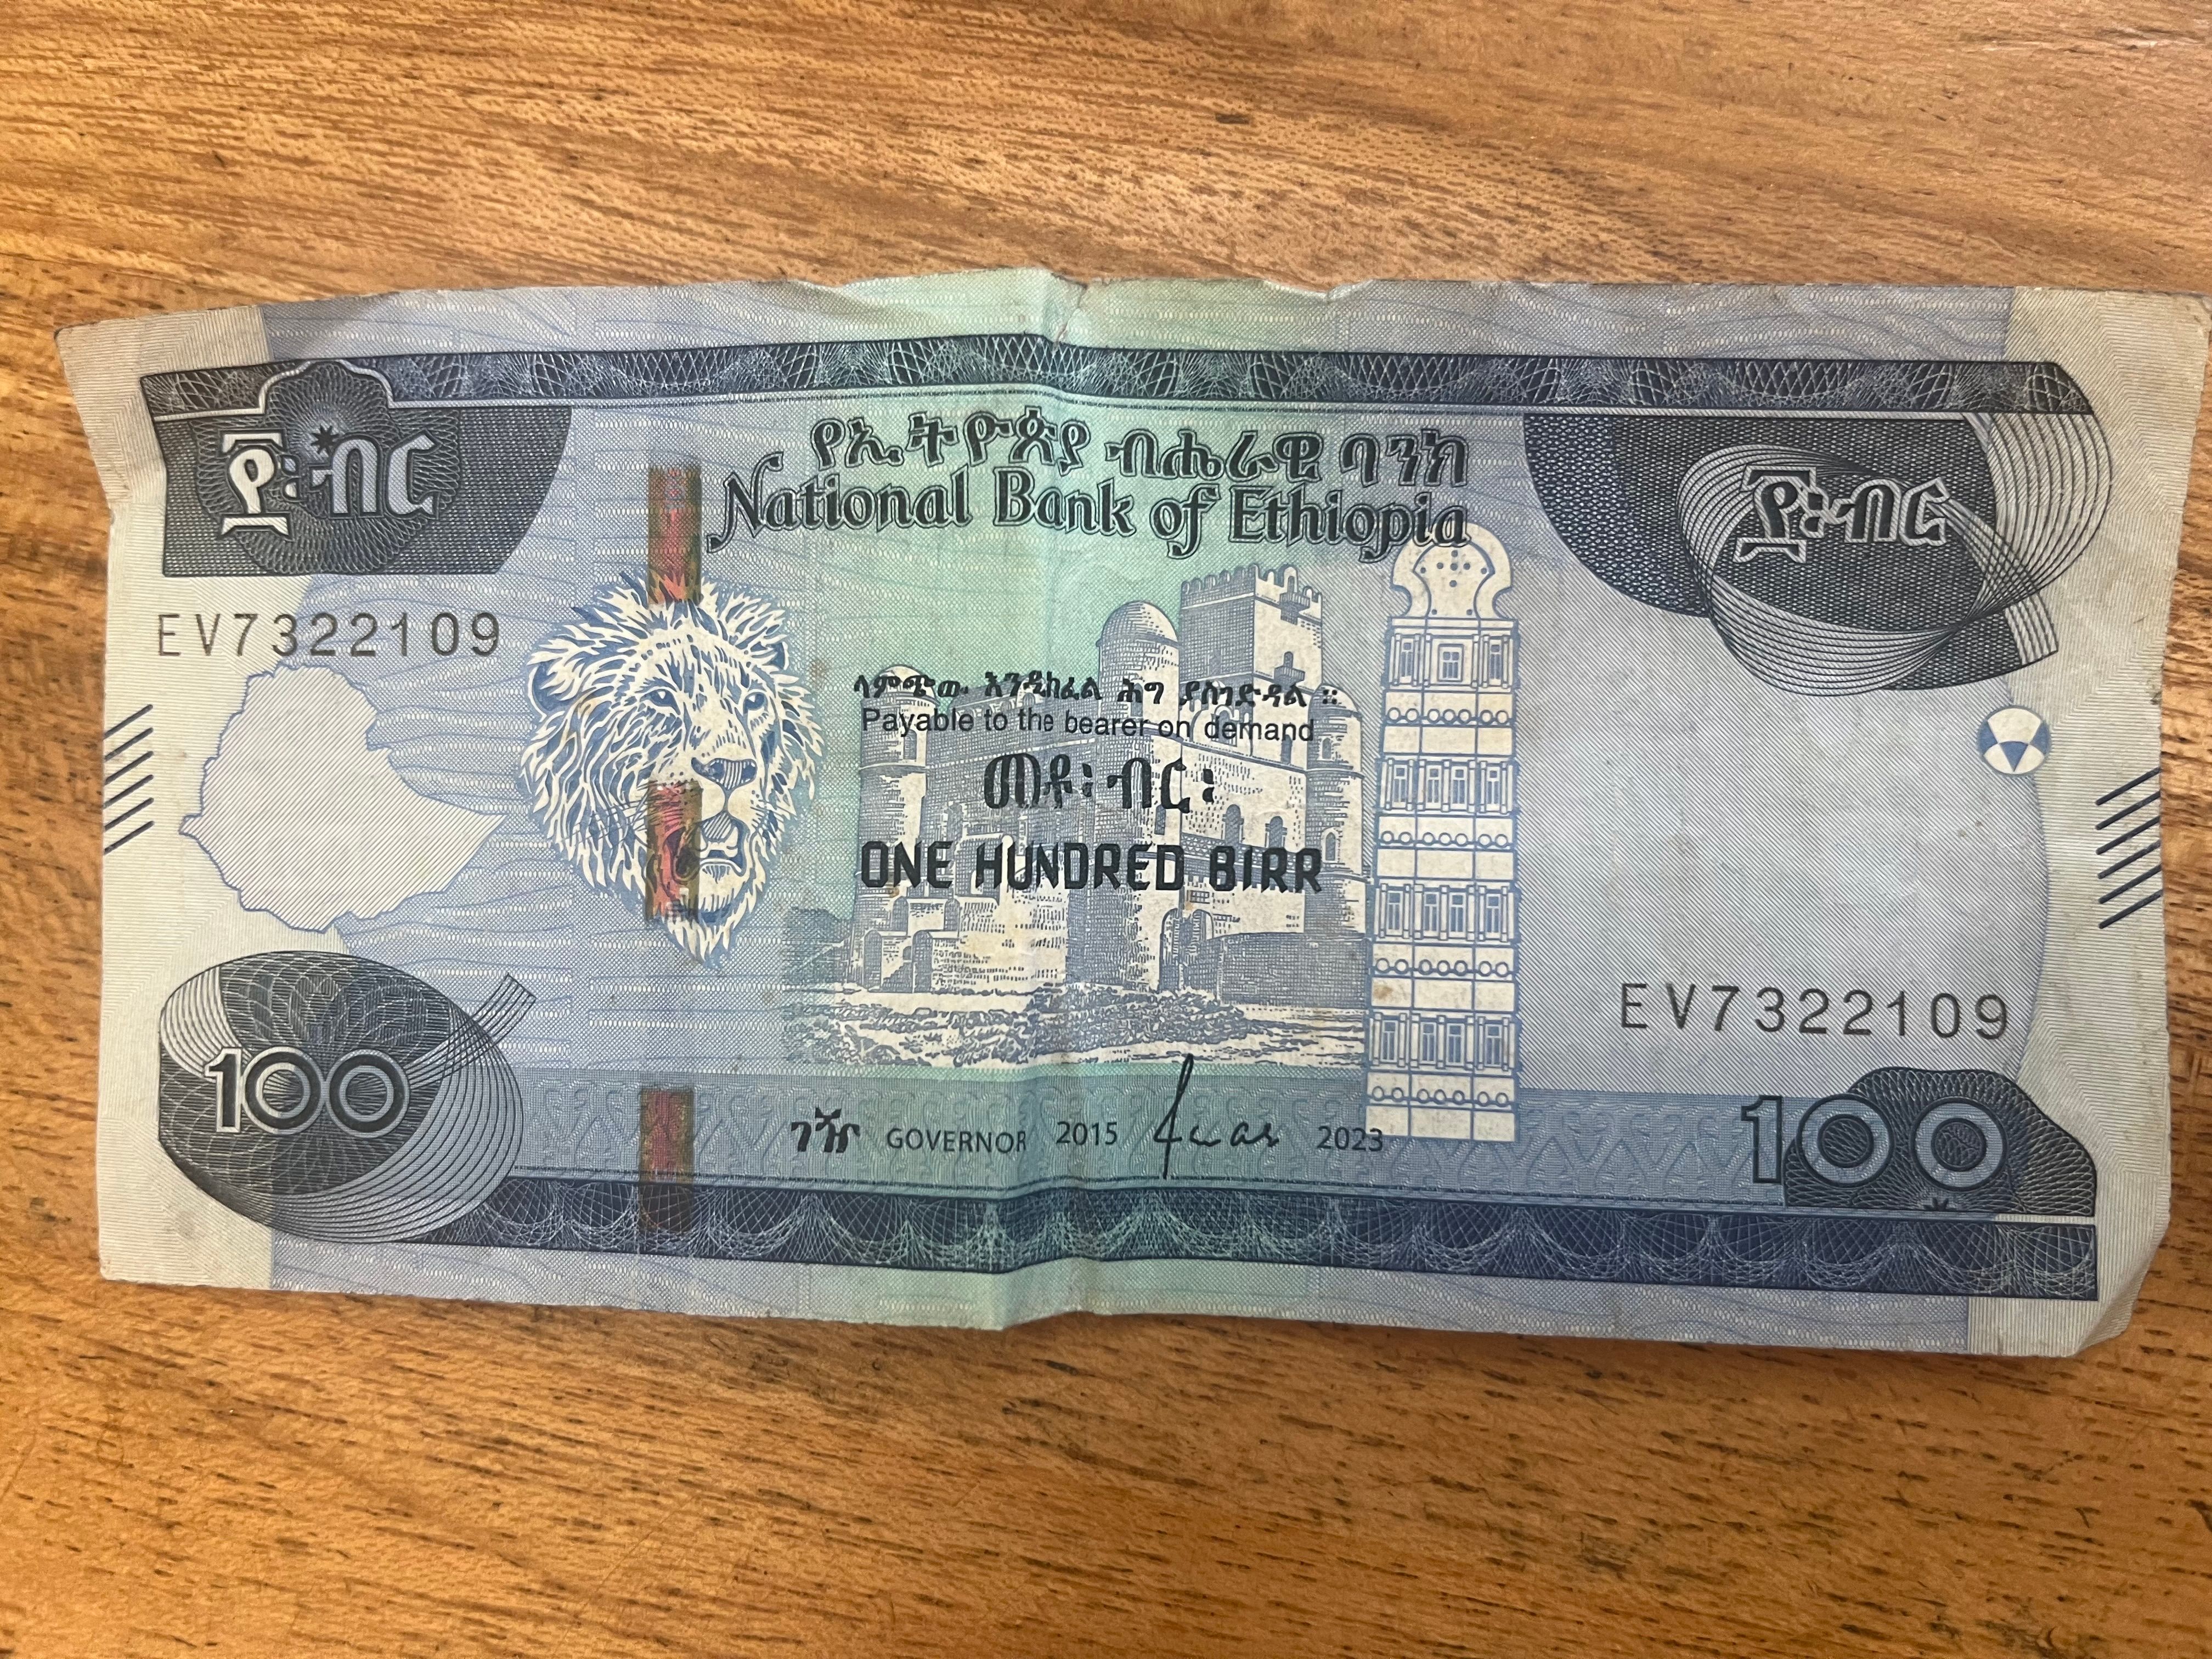 ፻፡ብር
የኢትዮጵያ ብሔራዊ ባንክ
National Bank of Ethiopia
፻፡ብር
EV7322109
ላምጭው እንዲከፈል ሕግ ያስገድዳል ።
Payable to the bearer on demand
መቶ፡ብር፡
ONE HUNDRED BIRR
EV7322109
100
ገዥ GOVERNOR 2015 2023
100